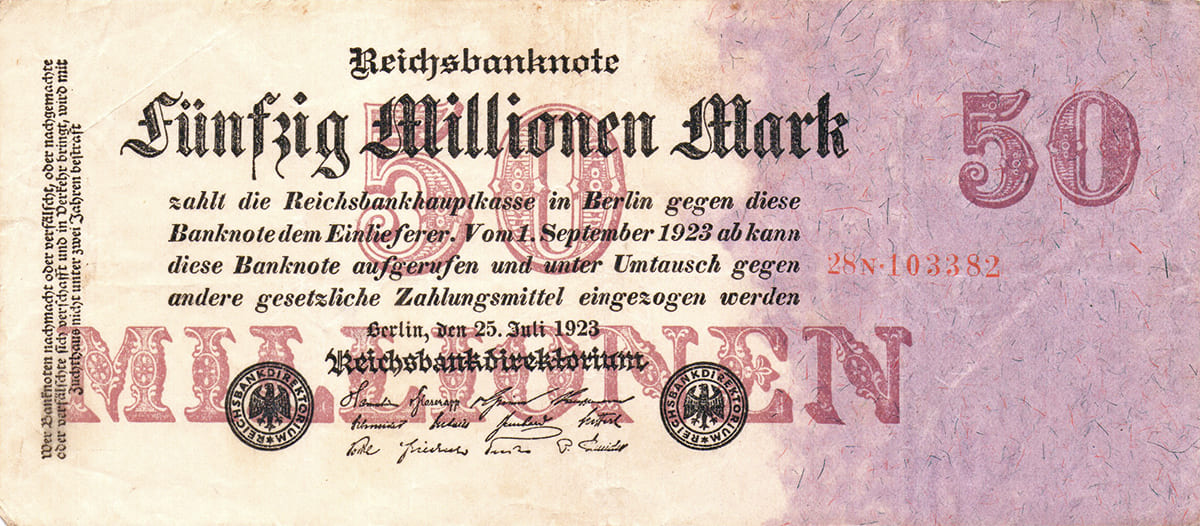 Reichsbanknote
Fünfzig Millionen Mark
50
50
zahlt die Reichsbankhauptkasse in Berlin gegen diese
Banknote dem Einlieferer. Vom 1. September 1923 ab kann
diese Banknote aufgerufen und unter Umtausch gegen
andere gesetzliche Zahlungsmittel eingezogen werden
28N·103382
MILLIONEN
Berlin, den 25. Juli 1923
Reichsbankdirektorium
REICHSBANKDIREKTORIUM
REICHSBANKDIREKTORIUM
Wer Banknoten nachmacht oder verfälscht, oder nachgemachte
oder verfälschte sich verschafft und in Verkehr bringt, wird mit
Zuchthaus nicht unter zwei Jahren bestraft